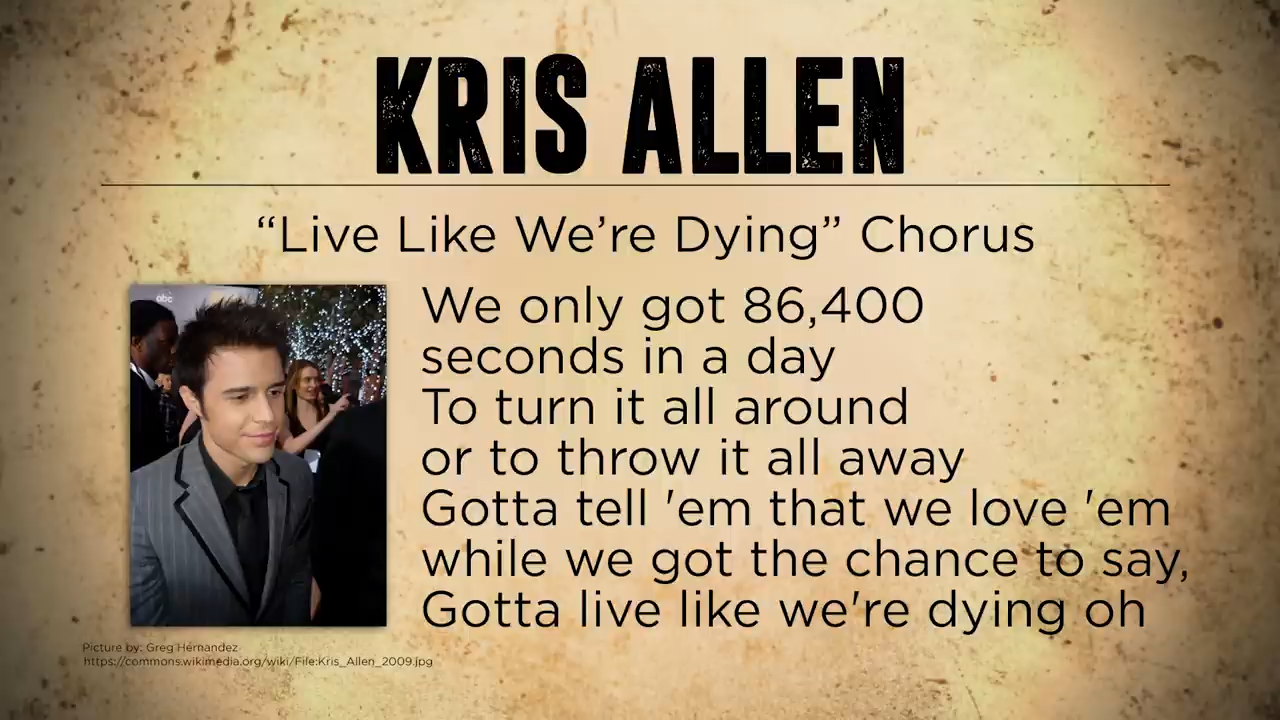 KRIS ALLEN
“Live Like We’re Dying” Chorus
abc
We only got 86,400
seconds in a day
To turn it all around
or to throw it all away
Gotta tell 'em that we love 'em
while we got the chance to say,
Gotta live like we're dying oh
Picture by: Greg Hernandez
https://commons.wikimedia.org/wiki/File:Kris_Allen_2009.jpg